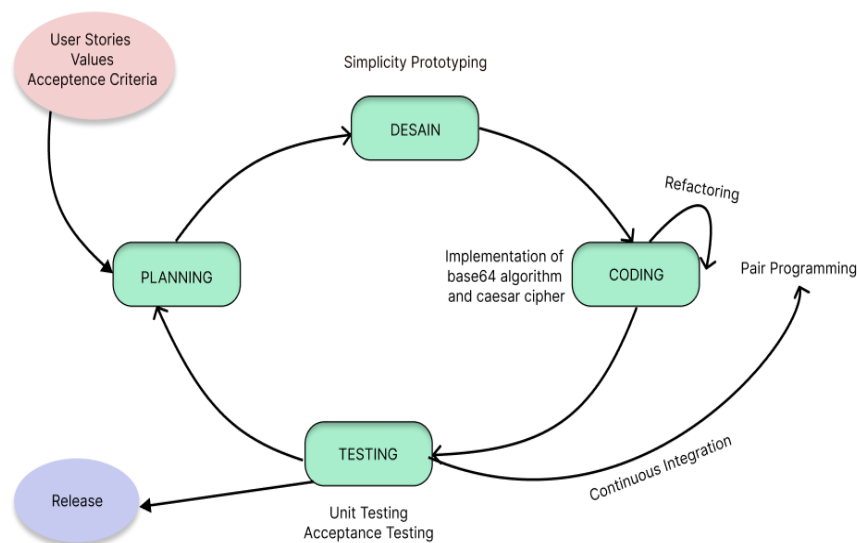 User Stories
Values
Acceptence Criteria
Simplicity Prototyping
DESAIN
Refactoring
PLANNING
Implementation of
base64 algorithm
and caesar cipher
CODING
Pair Programming
TESTING
Continuous Integration
Release
Unit Testing
Acceptance Testing